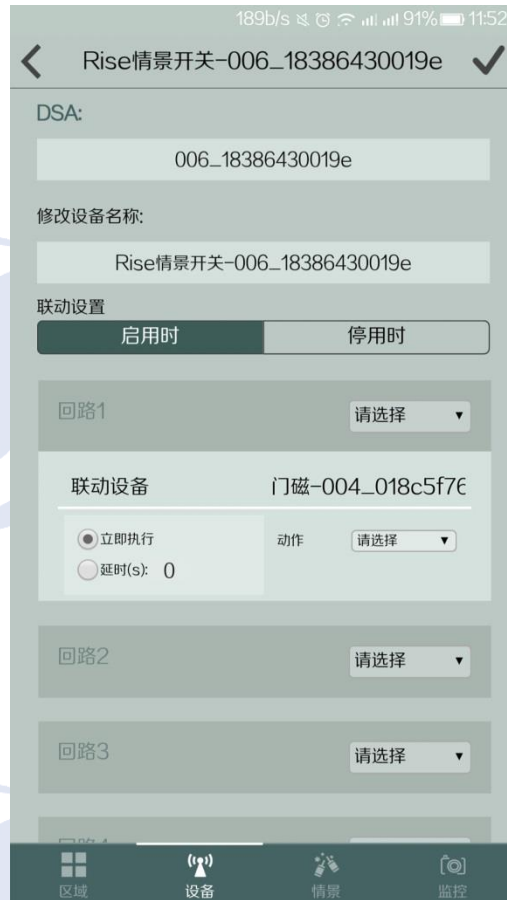 189b/s 91% 11:52
Rise情景开关-006_18386430019e
DSA:
006_18386430019e
修改设备名称:
Rise情景开关-006_18386430019e
联动设置
启用时 停用时
回路1 请选择
联动设备 门磁-004_018c5f76
立即执行 动作 请选择
延时(s): 0
回路2 请选择
回路3 请选择
区域 设备 情景 监控